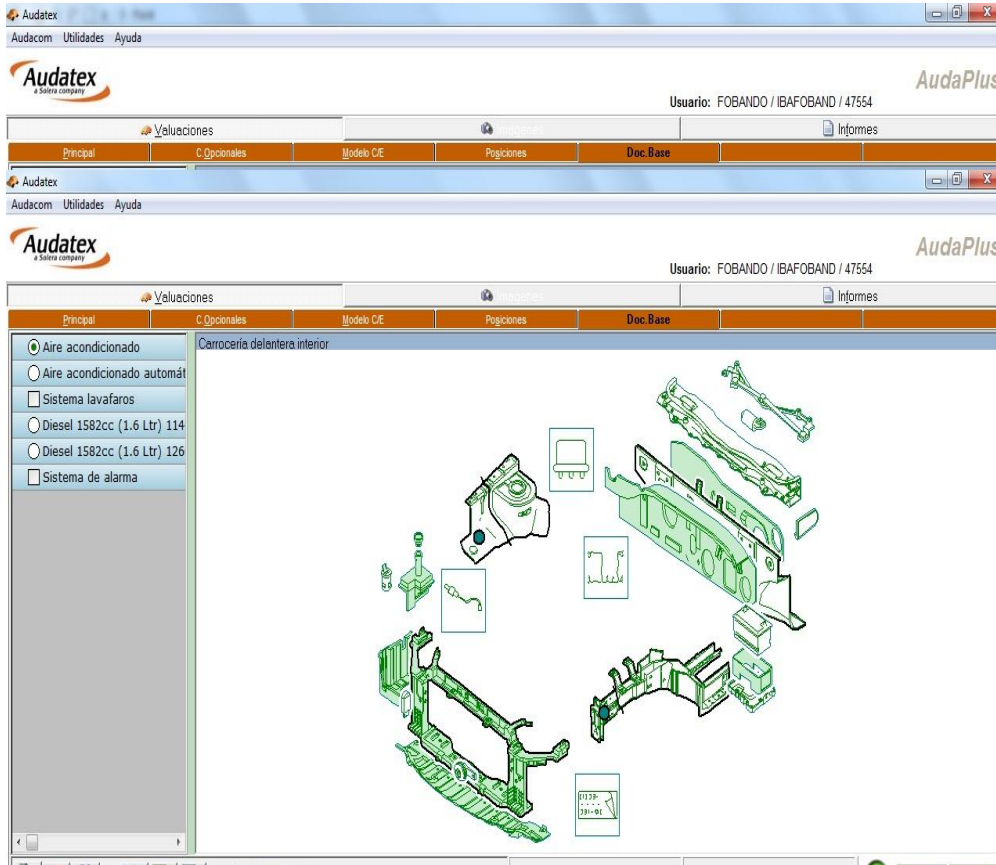 Audatex
Audacom Utilidades Ayuda
Audatex
a Solera company
AudaPlus
Usuario: FOBANDO / IBAFOBAND / 47554
Valuaciones
Imágenes
Informes
Principal C.Opcionales Modelo C/E Posiciones Doc.Base
Audatex
Audacom Utilidades Ayuda
Audatex
a Solera company
AudaPlus
Usuario: FOBANDO / IBAFOBAND / 47554
Valuaciones
Imágenes
Informes
Principal C.Opcionales Modelo C/E Posiciones Doc.Base
Aire acondicionado
Carrocería delantera interior
Aire acondicionado automát
Sistema lavafaros
Diesel 1582cc (1.6 Ltr) 114
Diesel 1582cc (1.6 Ltr) 126
Sistema de alarma